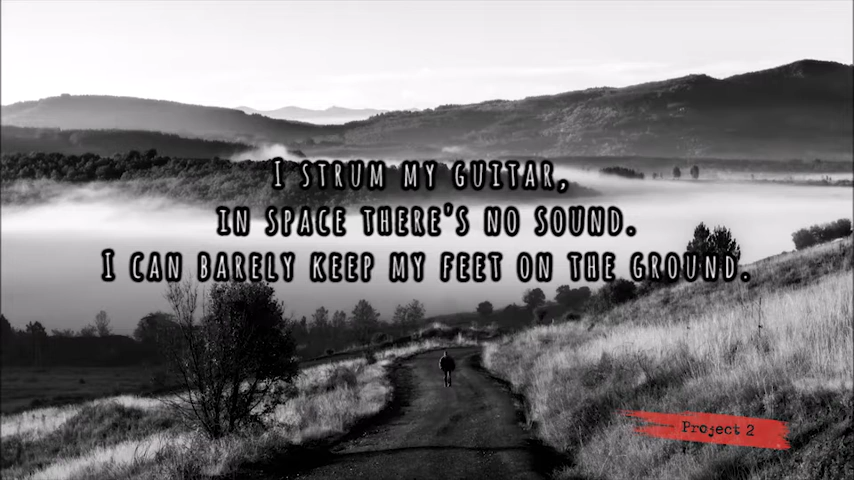 I STRUM MY GUITAR,
IN SPACE THERE'S NO SOUND.
I CAN BARELY KEEP MY FEET ON THE GROUND.
Project 2